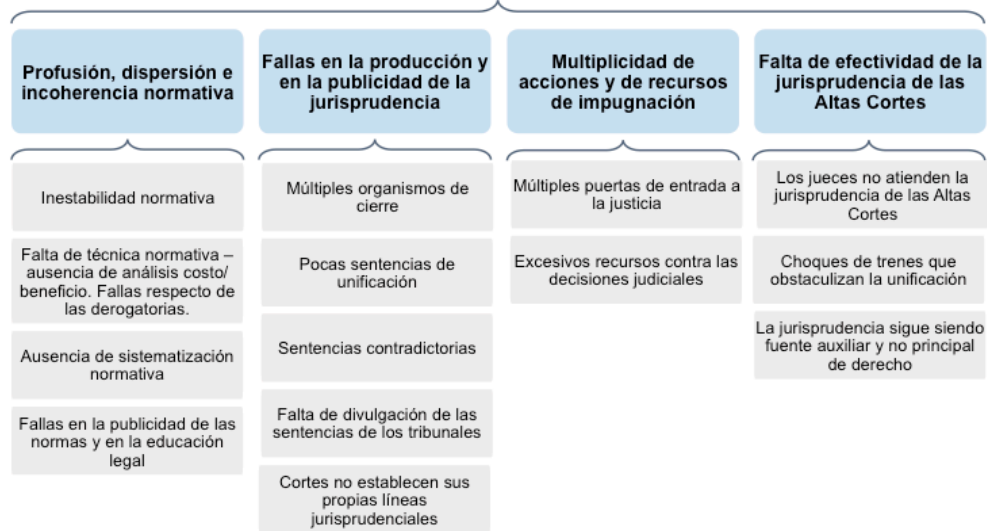 Profusión, dispersión e
incoherencia normativa
Inestabilidad normativa
Falta de técnica normativa –
ausencia de análisis costo/
beneficio. Fallas respecto de
las derogatorias.
Ausencia de sistematización
normativa
Fallas en la publicidad de las
normas y en la educación
legal
Fallas en la producción y
en la publicidad de la
jurisprudencia
Múltiples organismos de
cierre
Pocas sentencias de
unificación
Sentencias contradictorias
Falta de divulgación de las
sentencias de los tribunales
Cortes no establecen sus
propias líneas
jurisprudenciales
Multiplicidad de
acciones y de recursos
de impugnación
Múltiples puertas de entrada a
la justicia
Excesivos recursos contra las
decisiones judiciales
Falta de efectividad de la
jurisprudencia de las
Altas Cortes
Los jueces no atienden la
jurisprudencia de las Altas
Cortes
Choques de trenes que
obstaculizan la unificación
La jurisprudencia sigue siendo
fuente auxiliar y no principal
de derecho